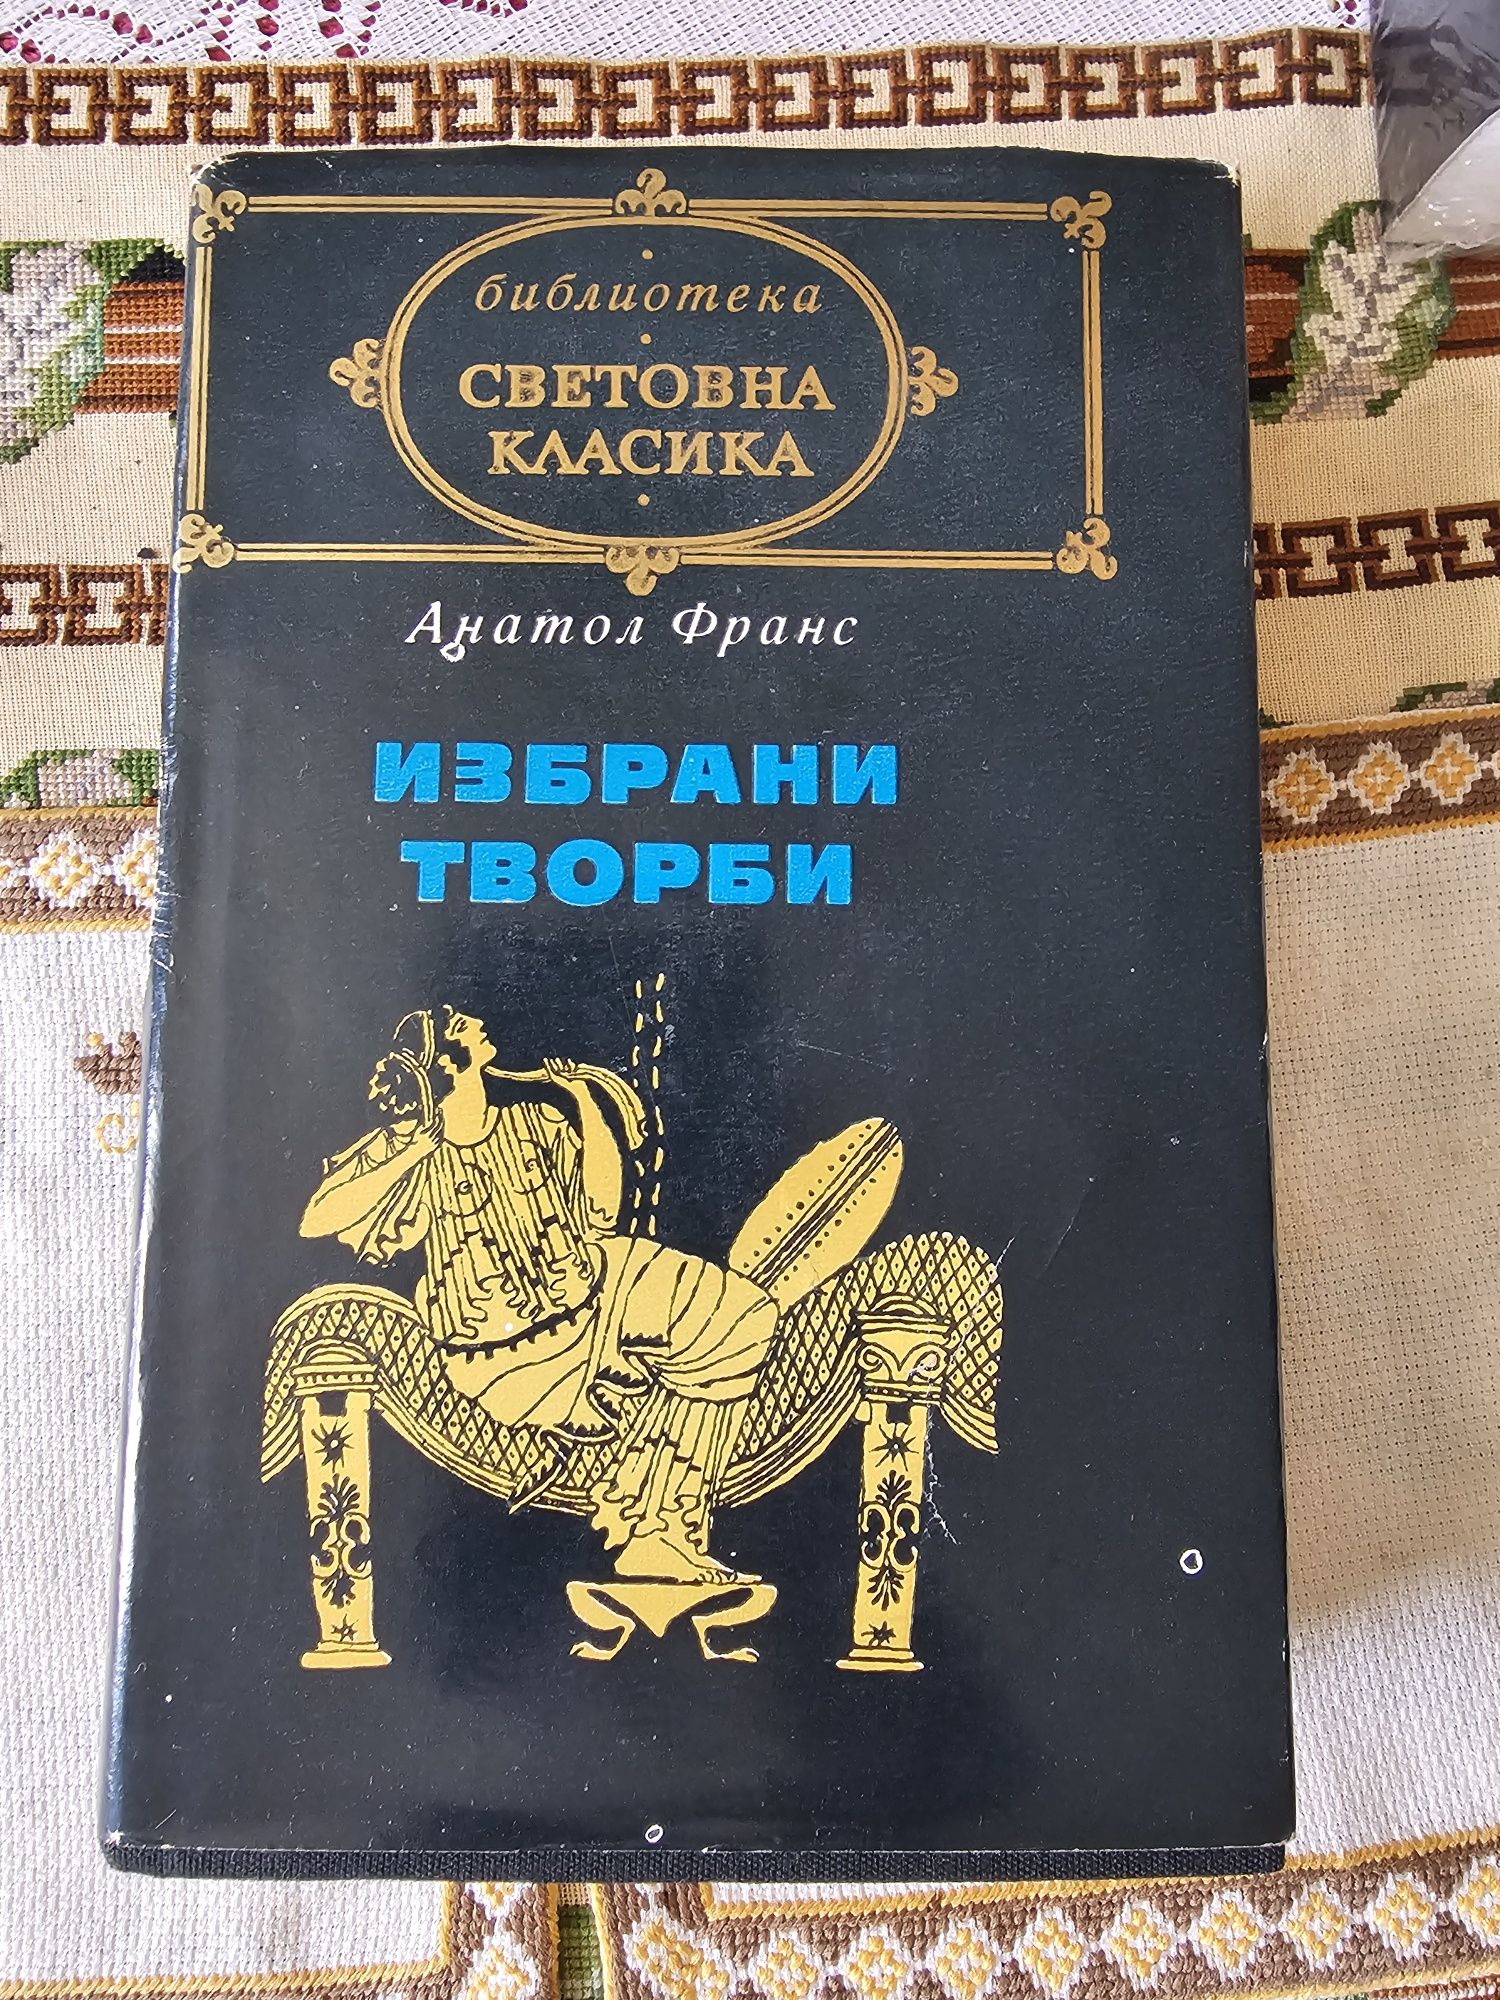 библиотека
СВЕТОВНА
КЛАСИКА
Анатол Франс
ИЗБРАНИ
ТВОРБИ